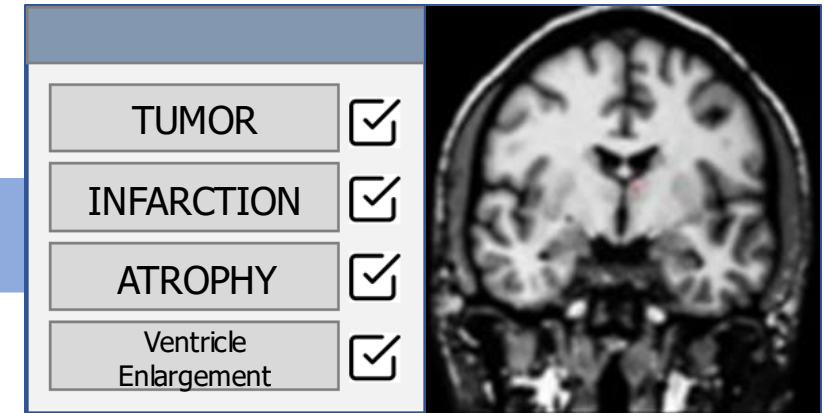 TUMOR
INFARCTION
ATROPHY
Ventricle
Enlargement